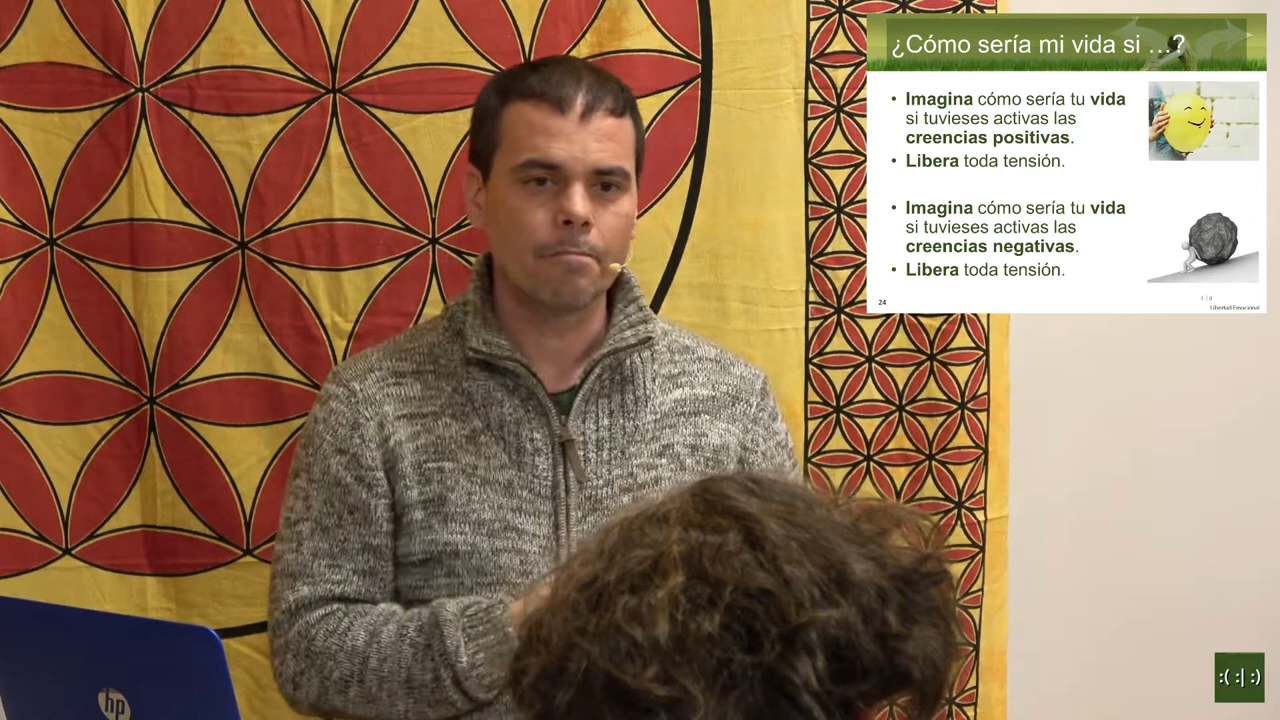 ¿Cómo sería mi vida si ...?
• Imagina cómo sería tu vida
si tuvieses activas las
creencias positivas.
• Libera toda tensión.
• Imagina cómo sería tu vida
si tuvieses activas las
creencias negativas.
• Libera toda tensión.
24
:( :| :)
Libertad Emocional
hp
:( :| :)